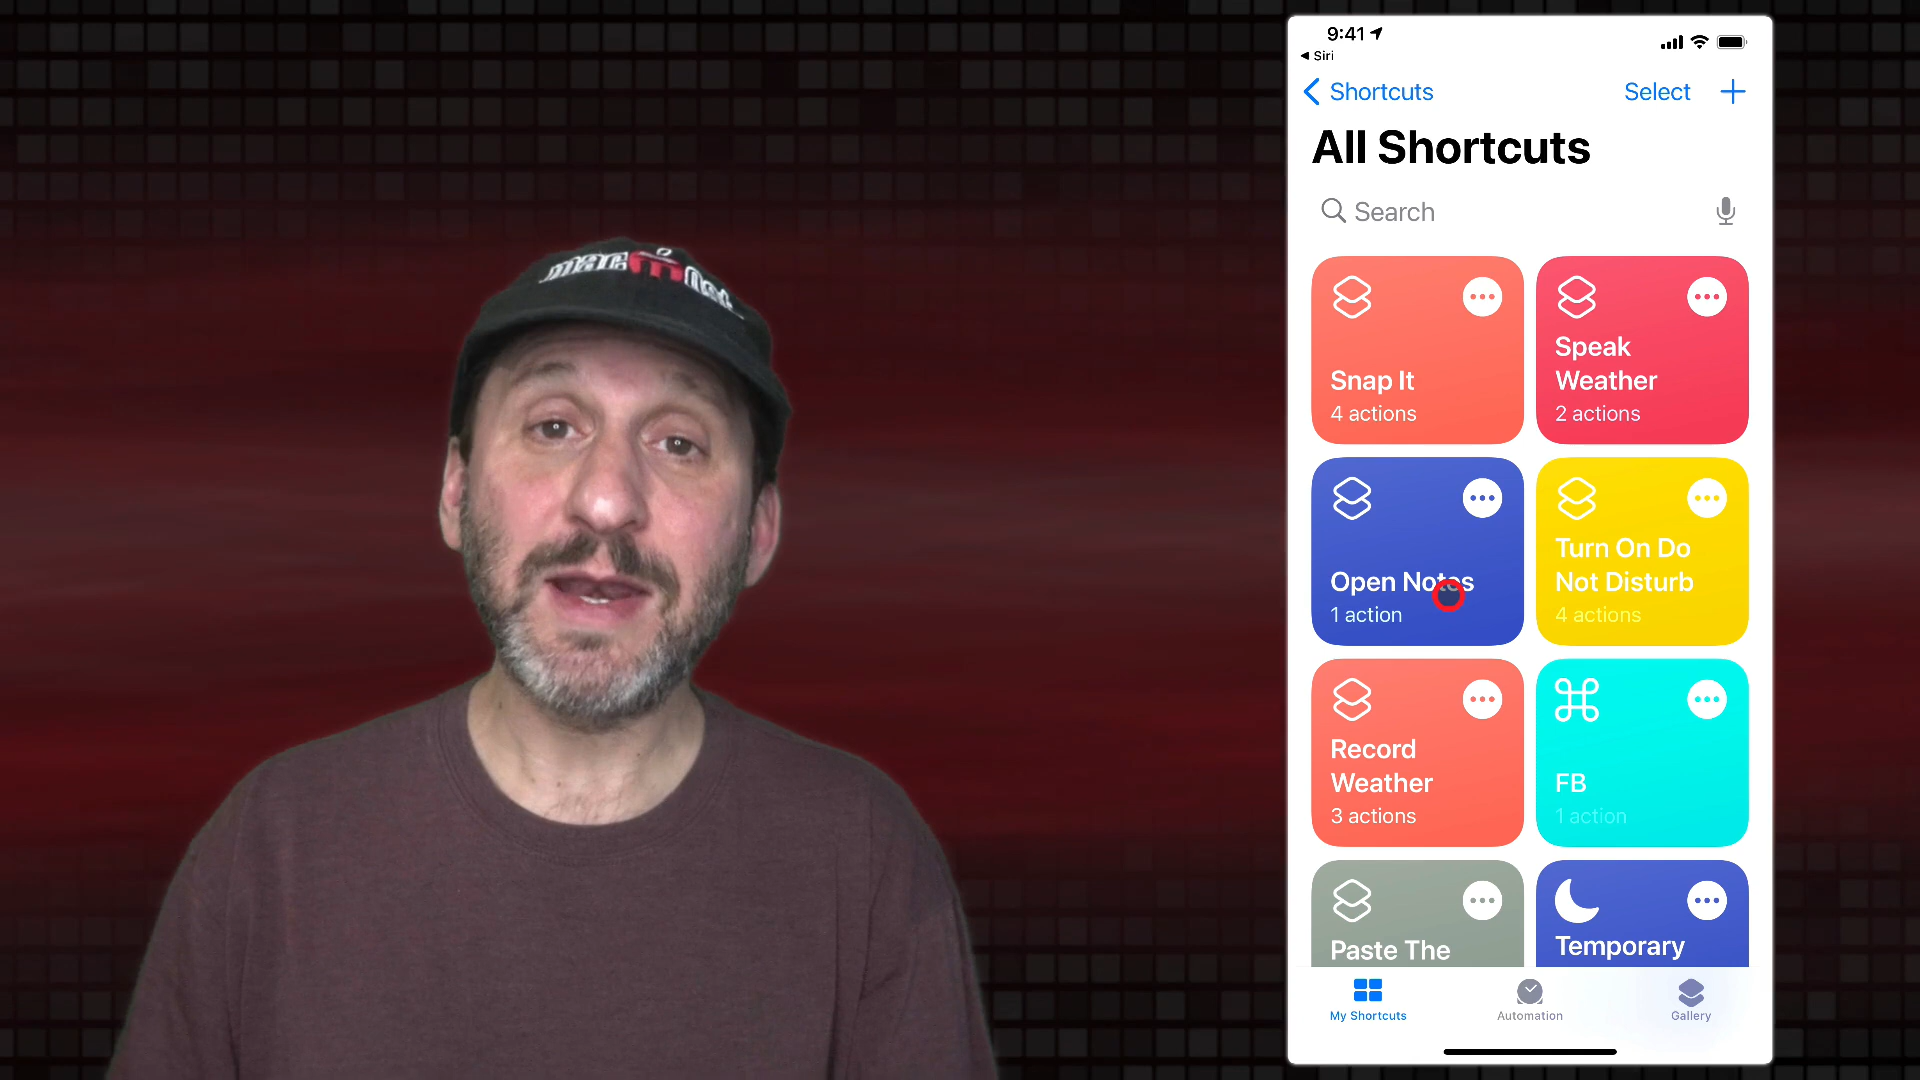 macmost
9:41
Siri
Shortcuts
Select
All Shortcuts
Search
Snap It
4 actions
Speak
Weather
2 actions
Open Notes
1 action
Turn On Do
Not Disturb
4 actions
Record
Weather
3 actions
FB
1 action
Paste The
Temporary
My Shortcuts
Automation
Gallery